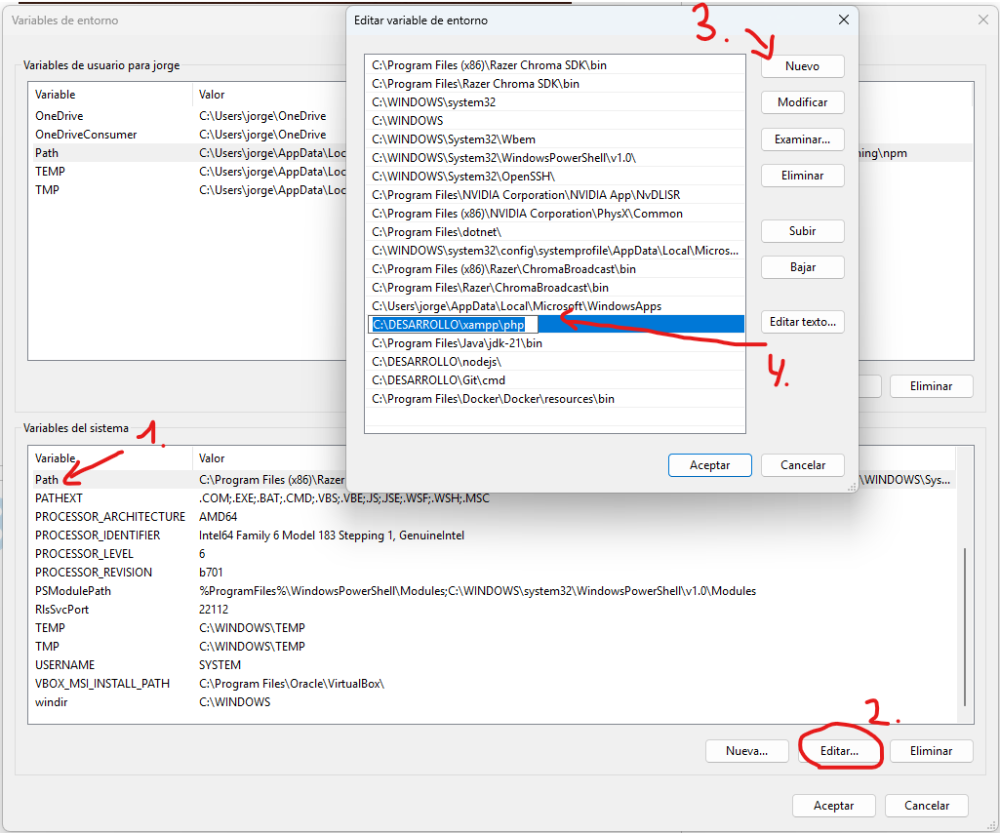 Variables de entorno
Variables de usuario para jorge
Variable Valor
OneDrive C:\Users\jorge\OneDrive
OneDriveConsumer C:\Users\jorge\OneDrive
Path C:\Users\jorge\AppData\Loc ning\npm
TEMP C:\Users\jorge\AppData\Loc
TMP C:\Users\jorge\AppData\Loc
Eliminar
Editar variable de entorno
3.
C:\Program Files (x86)\Razer Chroma SDK\bin
C:\Program Files\Razer Chroma SDK\bin
C:\WINDOWS\system32
C:\WINDOWS
C:\WINDOWS\System32\Wbem
C:\WINDOWS\System32\WindowsPowerShell\v1.0\
C:\WINDOWS\System32\OpenSSH\
C:\Program Files\NVIDIA Corporation\NVIDIA App\NvDLISR
C:\Program Files (x86)\NVIDIA Corporation\PhysX\Common
C:\Program Files\dotnet\
C:\WINDOWS\system32\config\systemprofile\AppData\Local\Micros...
C:\Program Files (x86)\Razer\ChromaBroadcast\bin
C:\Program Files\Razer\ChromaBroadcast\bin
C:\Users\jorge\AppData\Local\Microsoft\WindowsApps
C:\DESARROLLO\xampp\php
C:\Program Files\Java\jdk-21\bin
C:\DESARROLLO\nodejs\
C:\DESARROLLO\Git\cmd
C:\Program Files\Docker\Docker\resources\bin
Nuevo
Modificar
Examinar...
Eliminar
Subir
Bajar
Editar texto...
4.
Aceptar Cancelar
Variables del sistema
1.
Variable Valor
Path C:\Program Files (x86)\Razer \WINDOWS\Sys...
PATHEXT .COM;.EXE;.BAT;.CMD;.VBS;.VBE;.JS;.JSE;.WSF;.WSH;.MSC
PROCESSOR_ARCHITECTURE AMD64
PROCESSOR_IDENTIFIER Intel64 Family 6 Model 183 Stepping 1, GenuineIntel
PROCESSOR_LEVEL 6
PROCESSOR_REVISION b701
PSModulePath %ProgramFiles%\WindowsPowerShell\Modules;C:\WINDOWS\system32\WindowsPowerShell\v1.0\Modules
RlsSvcPort 22112
TEMP C:\WINDOWS\TEMP
TMP C:\WINDOWS\TEMP
USERNAME SYSTEM
VBOX_MSI_INSTALL_PATH C:\Program Files\Oracle\VirtualBox\
windir C:\WINDOWS
2.
Nueva... Editar... Eliminar
Aceptar Cancelar